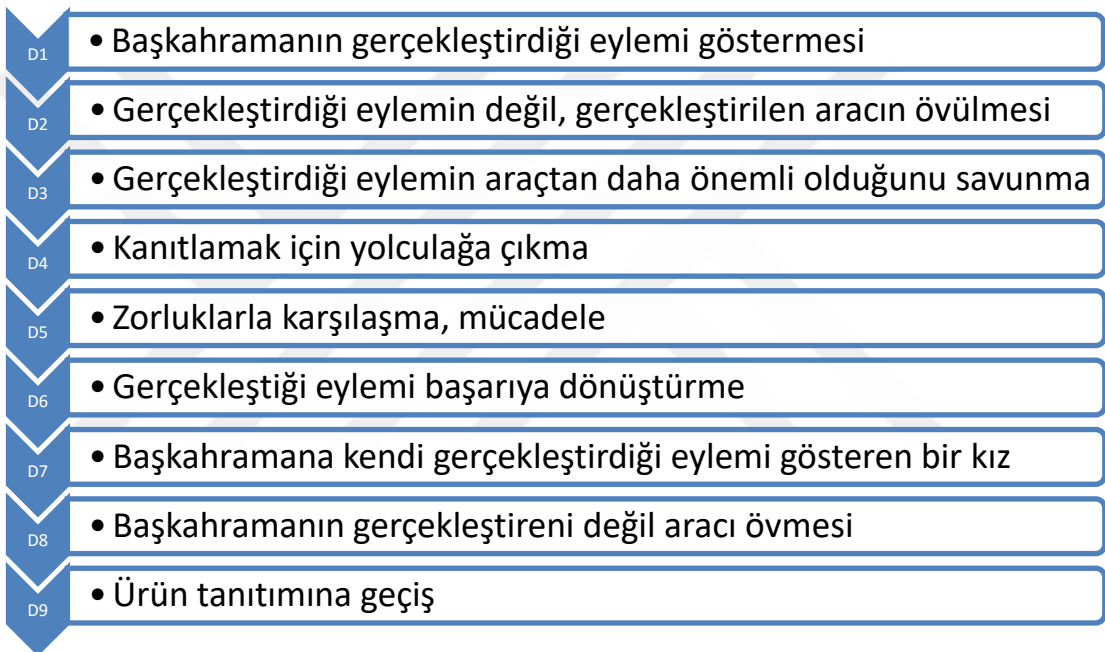 D1 • Başkahramanın gerçekleştirdiği eylemi göstermesi
D2 • Gerçekleştirdiği eylemin değil, gerçekleştirilen aracın övülmesi
D3 • Gerçekleştirdiği eylemin araçtan daha önemli olduğunu savunma
D4 • Kanıtlamak için yolculağa çıkma
D5 • Zorluklarla karşılaşma, mücadele
D6 • Gerçekleştiği eylemi başarıya dönüştürme
D7 • Başkahramana kendi gerçekleştirdiği eylemi gösteren bir kız
D8 • Başkahramanın gerçekleştireni değil aracı övmesi
D9 • Ürün tanıtımına geçiş